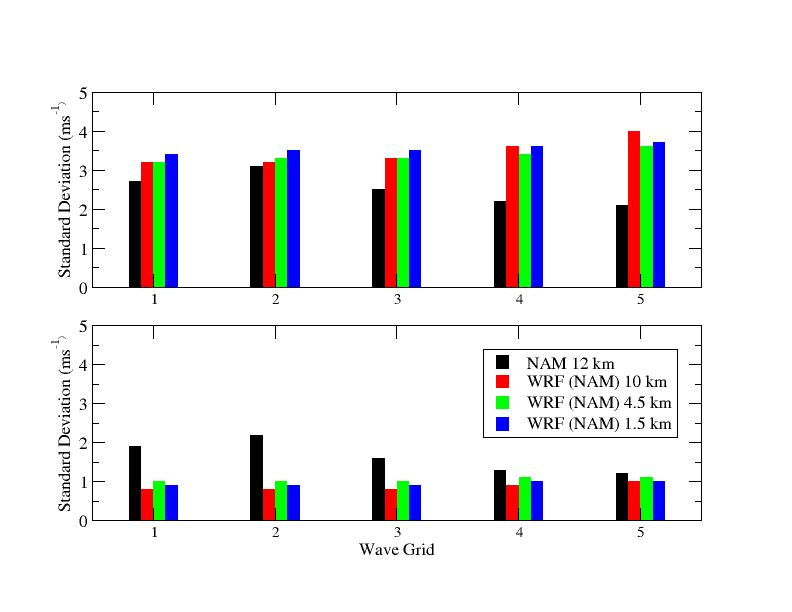 5
4
3
2
1
0
Standard Deviation (ms⁻¹)
1 2 3 4 5
5
4
3
2
1
0
Standard Deviation (ms⁻¹)
NAM 12 km
WRF (NAM) 10 km
WRF (NAM) 4.5 km
WRF (NAM) 1.5 km
1 2 3 4 5
Wave Grid